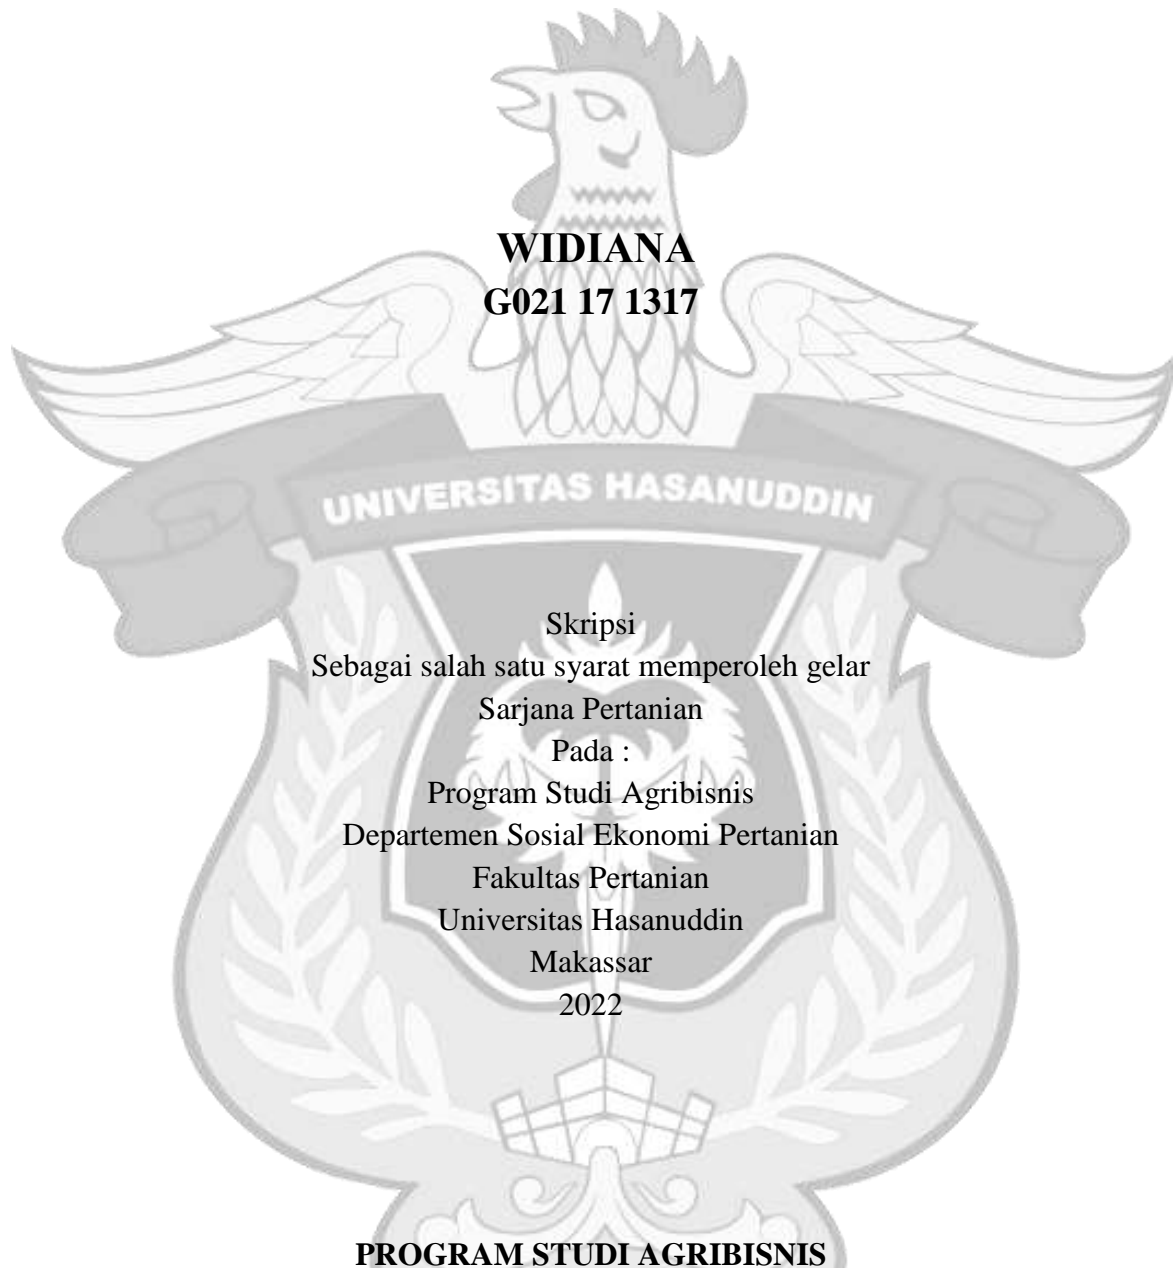 WIDIANA
G021 17 1317
UNIVERSITAS HASANUDDIN
Skripsi
Sebagai salah satu syarat memperoleh gelar
Sarjana Pertanian
Pada :
Program Studi Agribisnis
Departemen Sosial Ekonomi Pertanian
Fakultas Pertanian
Universitas Hasanuddin
Makassar
2022
PROGRAM STUDI AGRIBISNIS